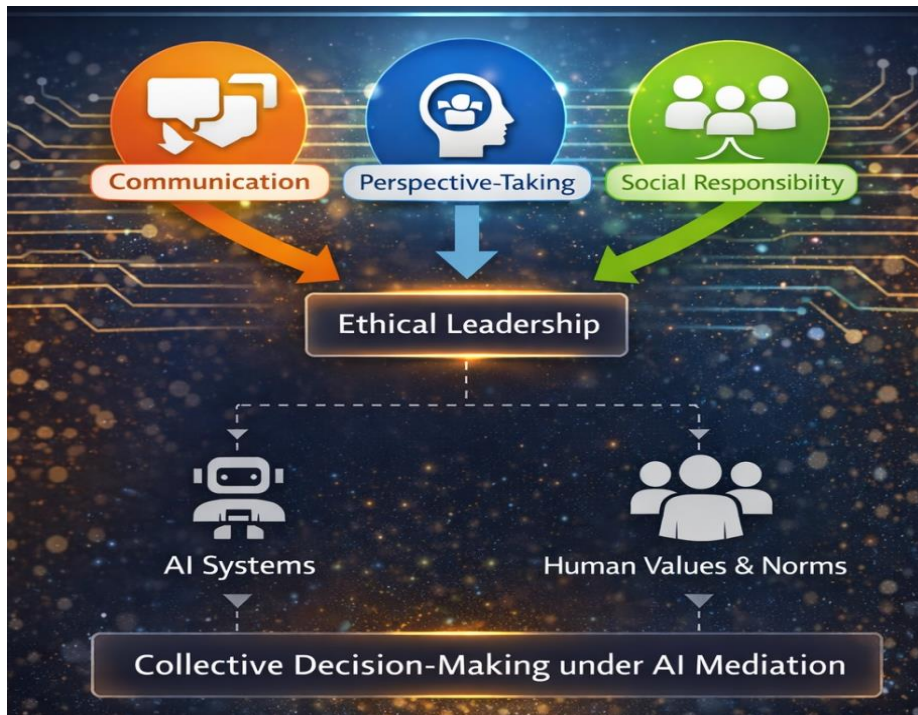 Communication
Perspective-Taking
Social Responsibiity
Ethical Leadership
AI Systems
Human Values & Norms
Collective Decision-Making under AI Mediation